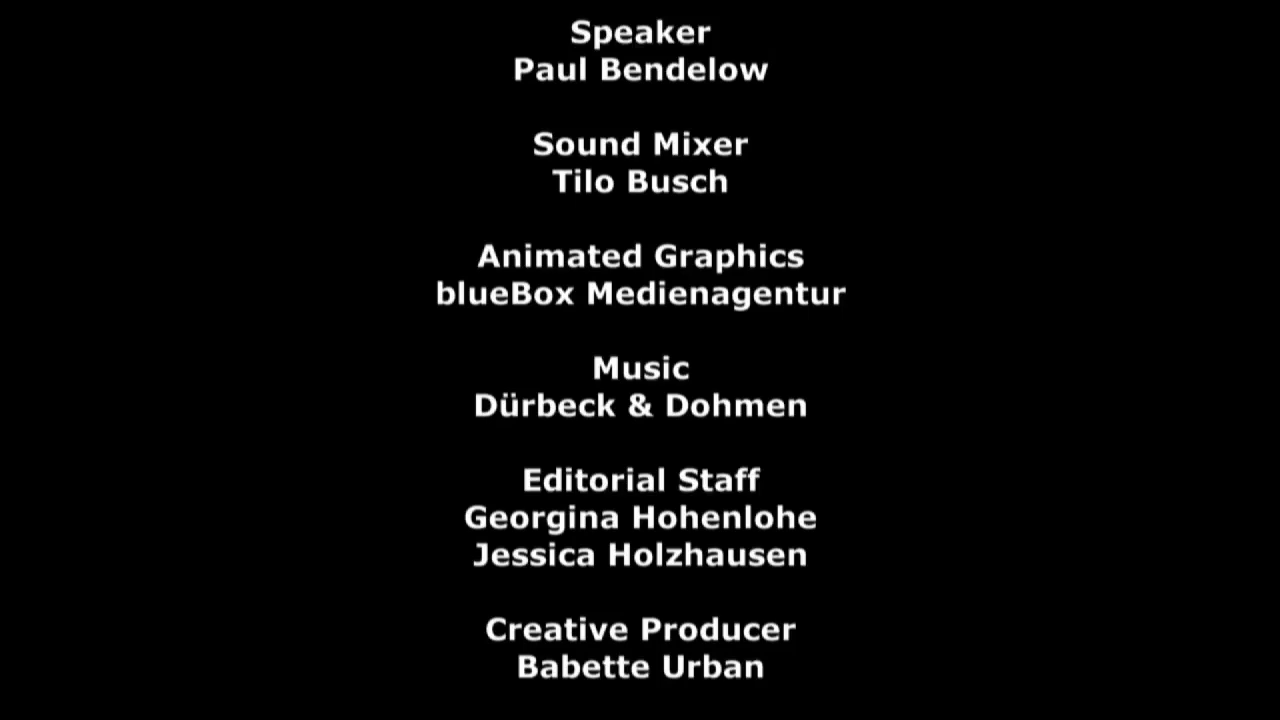 Speaker
Paul Bendelow
Sound Mixer
Tilo Busch
Animated Graphics
blueBox Medienagentur
Music
Dürbeck & Dohmen
Editorial Staff
Georgina Hohenlohe
Jessica Holzhausen
Creative Producer
Babette Urban